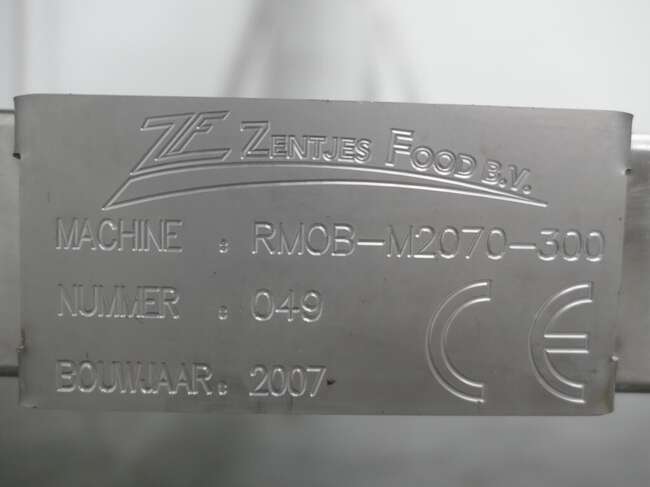 ZF ZENTJES FOOD B.V.
MACHINE : RMOB-M2070-300
NUMMER : 049
BOUWJAAR: 2007
CE